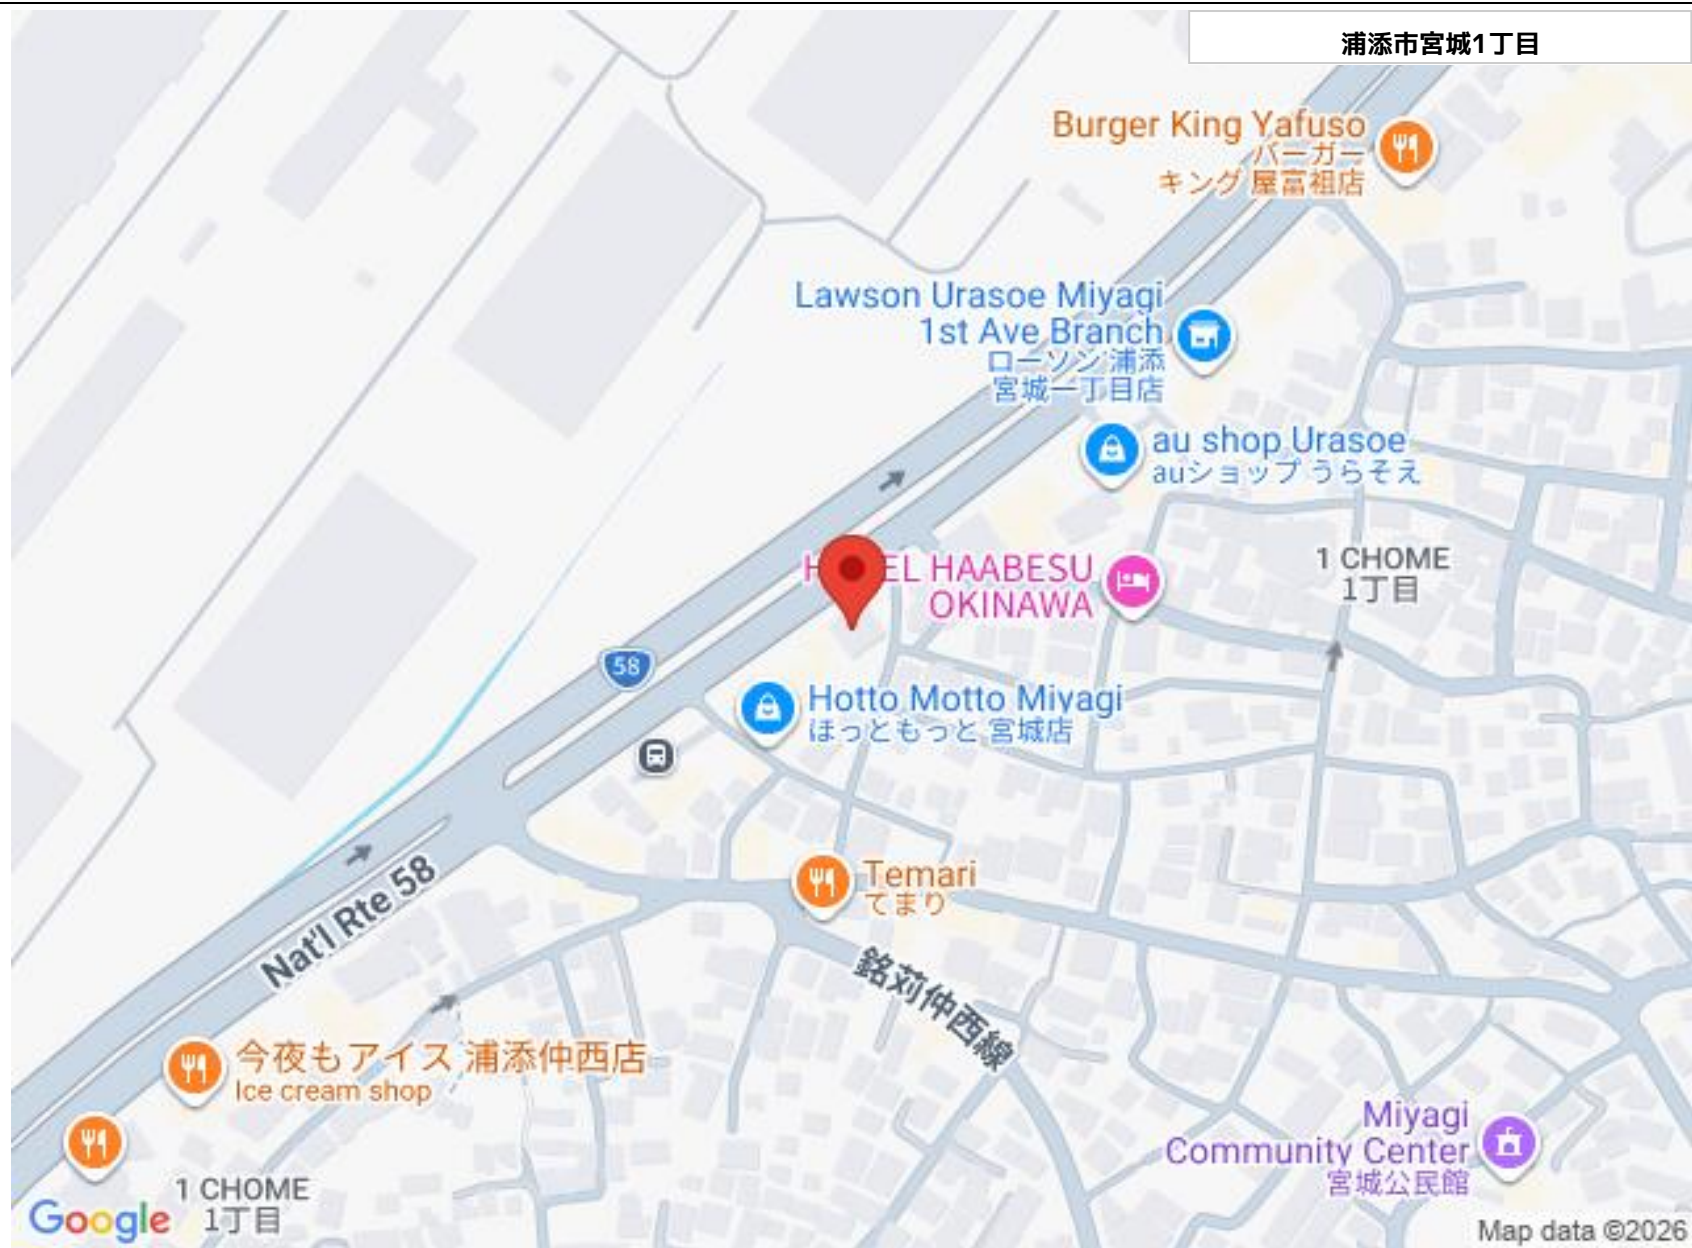 浦添市宮城1丁目
Burger King Yafuso
バーガー
キング 屋富祖店
Lawson Urasoe Miyagi
1st Ave Branch
ローソン 浦添
宮城一丁目店
au shop Urasoe
auショップ うらそえ
EL HAABESU
OKINAWA
1 CHOME
1丁目
58
Hotto Motto Miyagi
ほっともっと 宮城店
Temari
てまり
Nat'l Rte 58
銘苅仲西線
今夜もアイス 浦添仲西店
Ice cream shop
Miyagi
Community Center
宮城公民館
1 CHOME
1丁目
Google
Map data ©2026